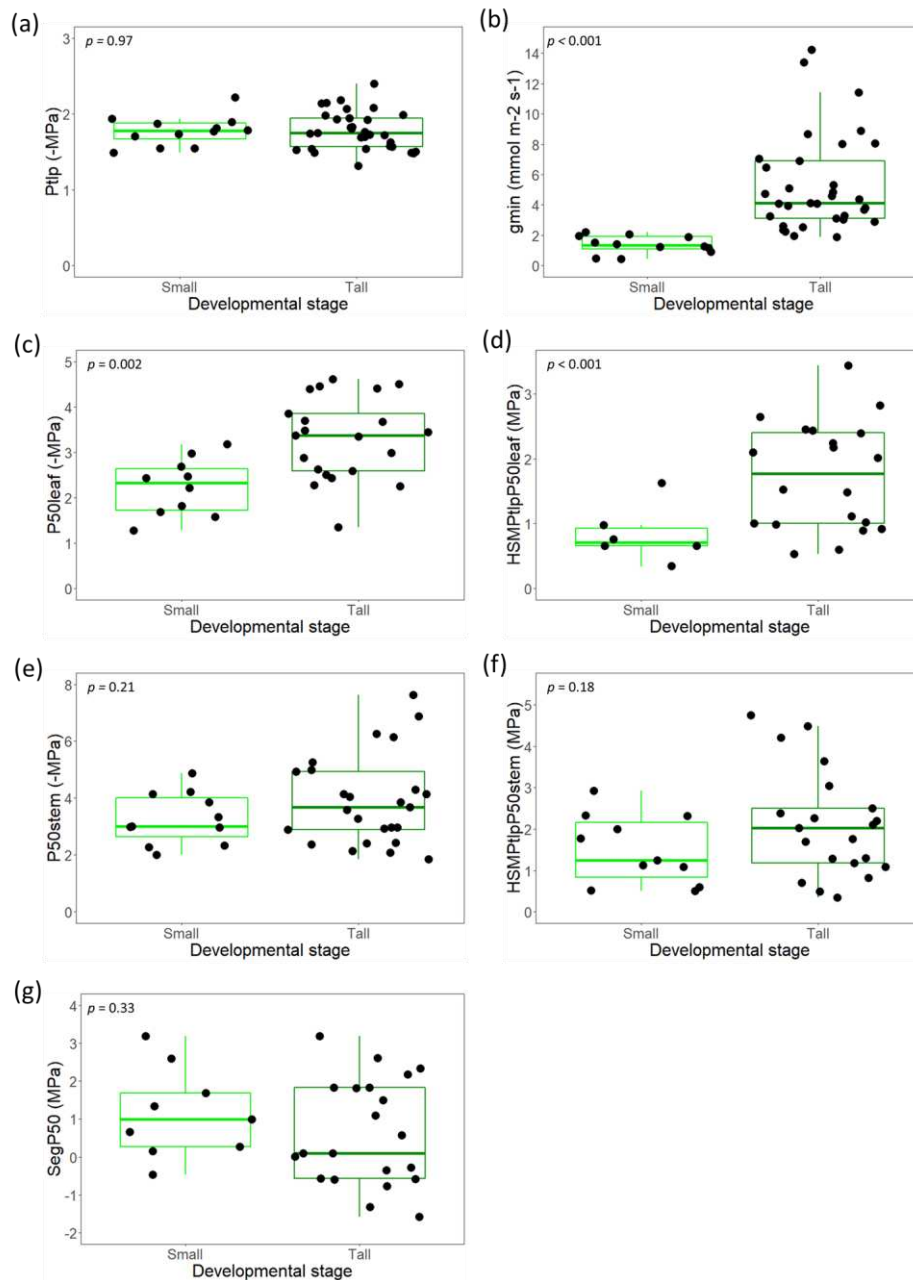 (a)
p = 0.97
3
2
1
0
Ptlp (-MPa)
Small
Tall
Developmental stage
(b)
p < 0.001
14
12
10
8
6
4
2
0
gmin (mmol m-2 s-1)
Small
Tall
Developmental stage
(c)
p = 0.002
5
4
3
2
1
0
P50leaf (-MPa)
Small
Tall
Developmental stage
(d)
p < 0.001
4
3
2
1
0
HSMPtlpP50leaf (MPa)
Small
Tall
Developmental stage
(e)
p = 0.21
8
6
4
2
0
P50stem (-MPa)
Small
Tall
Developmental stage
(f)
p = 0.18
5
4
3
2
1
0
HSMPtlpP50stem (MPa)
Small
Tall
Developmental stage
(g)
p = 0.33
4
3
2
1
0
-1
-2
SegP50 (MPa)
Small
Tall
Developmental stage